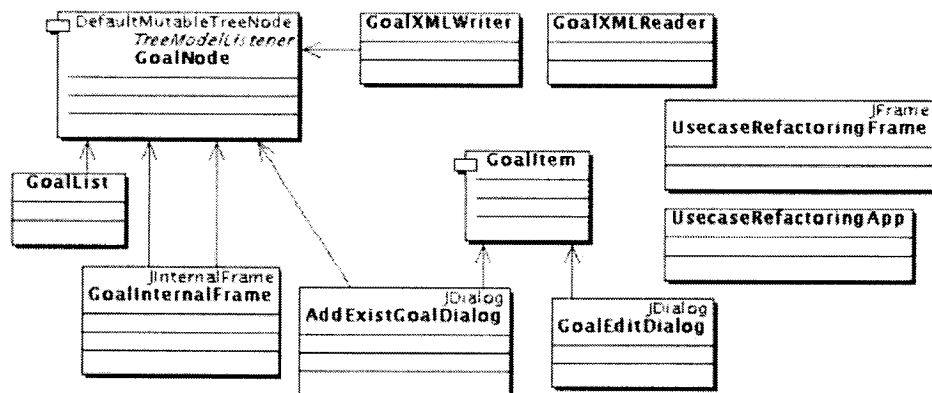 DefaultMutableTreeNode
TreeModelListener
GoalNode
GoalXMLWriter
GoalXMLReader
JFrame
UsecaseRefactoringFrame
GoalItem
GoalList
UsecaseRefactoringApp
JInternalFrame
GoalInternalFrame
JDialog
AddExistGoalDialog
JDialog
GoalEditDialog